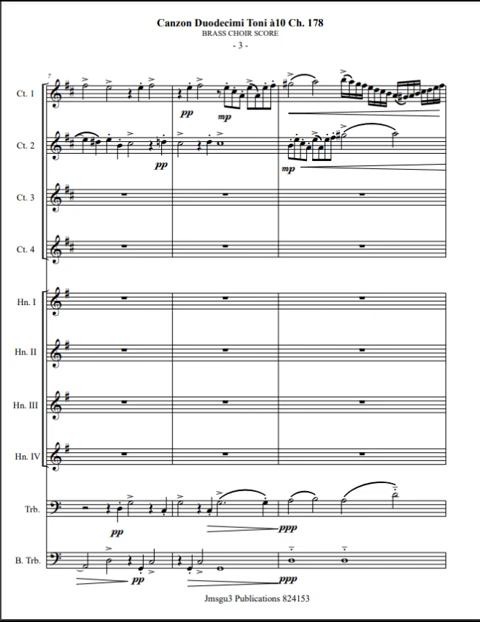 Canzon Duodecimi Toni à10 Ch. 178
BRASS CHOIR SCORE
- 3 -
7
Ct. 1
pp
mp
Ct. 2
pp
mp
Ct. 3
Ct. 4
Hn. I
Hn. II
Hn. III
Hn. IV
Trb.
pp
ppp
B. Trb.
pp
ppp
Jmsgu3 Publications 824153